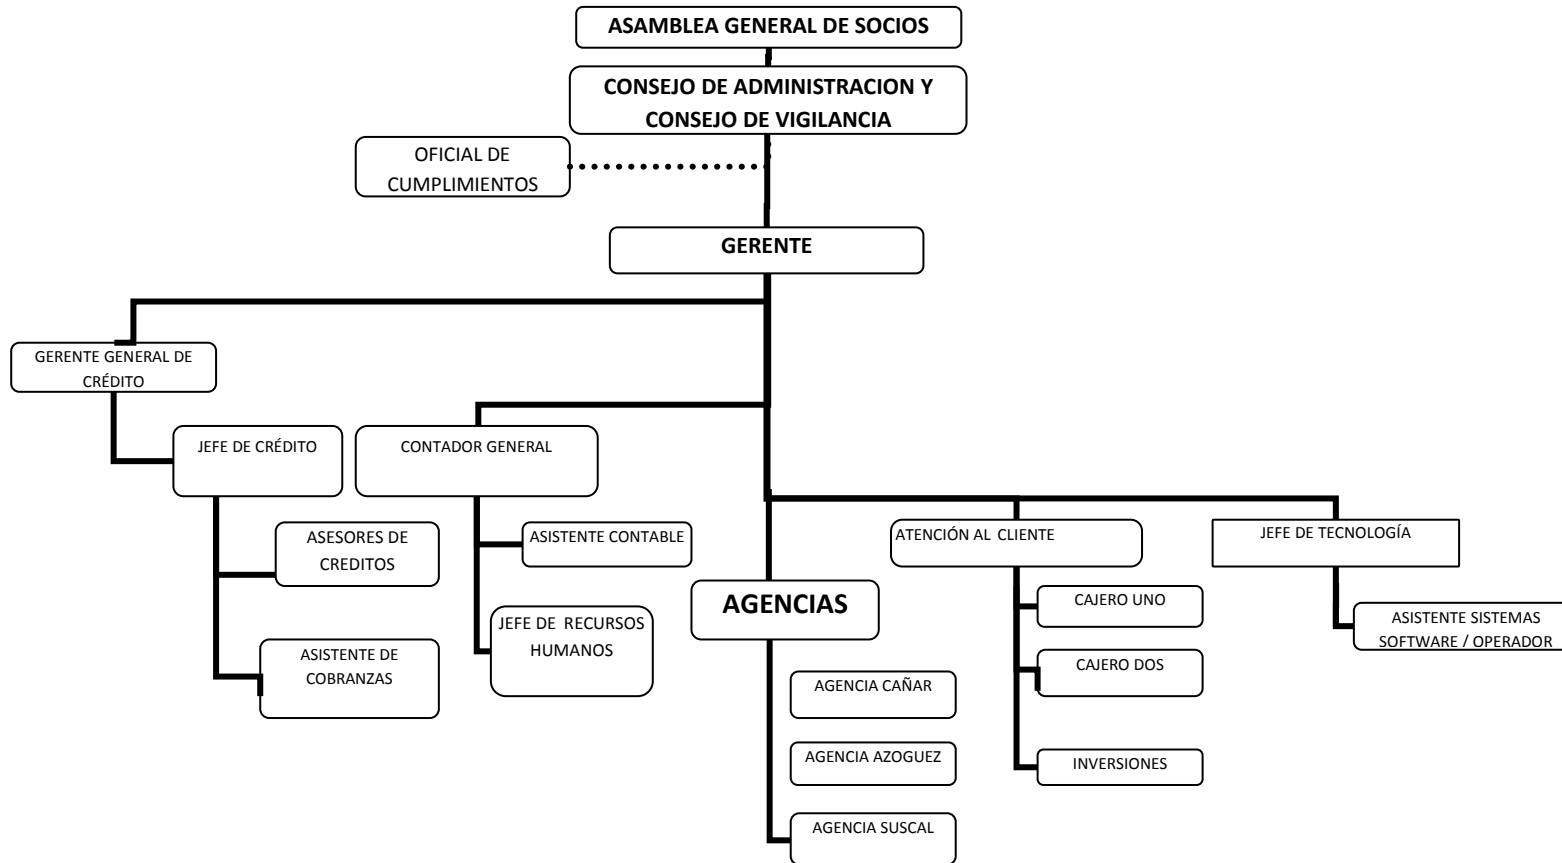 ASAMBLEA GENERAL DE SOCIOS
CONSEJO DE ADMINISTRACION Y
CONSEJO DE VIGILANCIA
OFICIAL DE
CUMPLIMIENTOS
GERENTE
GERENTE GENERAL DE
CRÉDITO
JEFE DE CRÉDITO
CONTADOR GENERAL
ASESORES DE
CREDITOS
ASISTENTE DE
COBRANZAS
ASISTENTE CONTABLE
JEFE DE RECURSOS
HUMANOS
AGENCIAS
AGENCIA CAÑAR
AGENCIA AZOGUEZ
AGENCIA SUSCAL
ATENCIÓN AL CLIENTE
CAJERO UNO
CAJERO DOS
INVERSIONES
JEFE DE TECNOLOGÍA
ASISTENTE SISTEMAS
SOFTWARE / OPERADOR